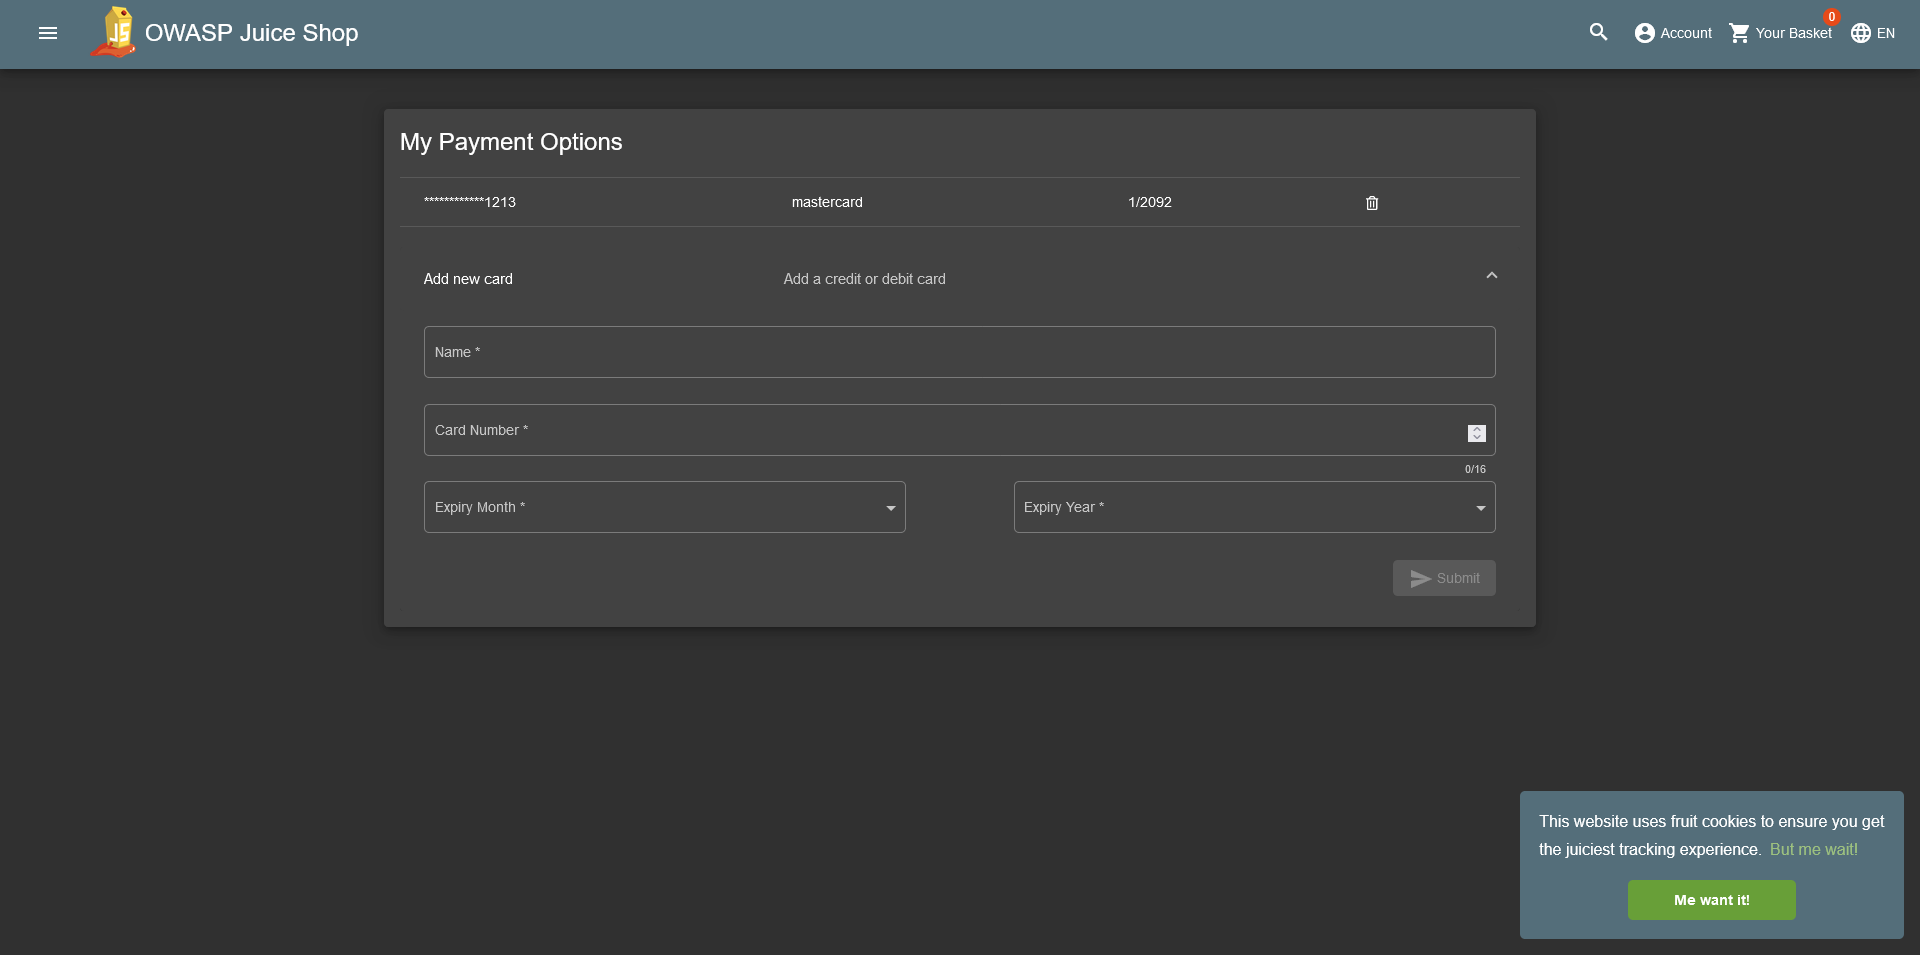 OWASP Juice Shop
Account
Your Basket
0
EN
My Payment Options
************1213 mastercard 1/2092
Add new card Add a credit or debit card
Name *
Card Number *
0/16
Expiry Month * Expiry Year *
Submit
This website uses fruit cookies to ensure you get
the juiciest tracking experience. But me wait!
Me want it!